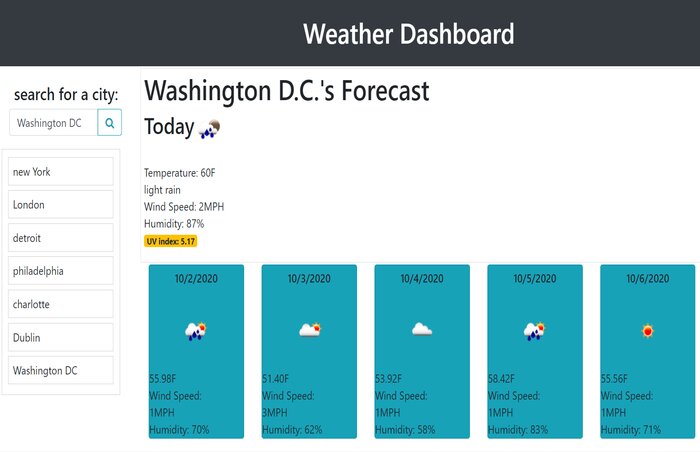 Weather Dashboard
search for a city:
Washington DC
new York
London
detroit
philadelphia
charlotte
Dublin
Washington DC
Washington D.C.'s Forecast
Today
Temperature: 60F
light rain
Wind Speed: 2MPH
Humidity: 87%
UV index: 5.17
10/2/2020
55.98F
Wind Speed:
1MPH
Humidity: 70%
10/3/2020
51.40F
Wind Speed:
3MPH
Humidity: 62%
10/4/2020
53.92F
Wind Speed:
1MPH
Humidity: 58%
10/5/2020
58.42F
Wind Speed:
1MPH
Humidity: 83%
10/6/2020
55.56F
Wind Speed:
1MPH
Humidity: 71%